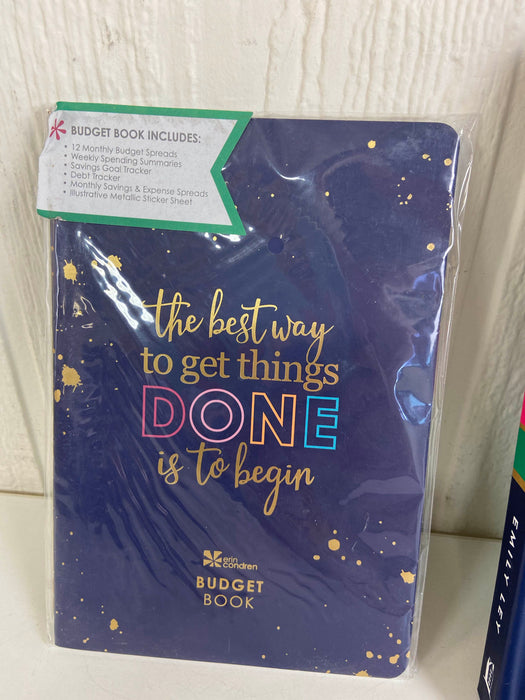 BUDGET BOOK INCLUDES:
• 12 Monthly Budget Spreads
• Weekly Spending Summaries
• Savings Goal Tracker
• Debt Tracker
• Monthly Savings & Expense Spreads
• Illustrative Metallic Sticker Sheet
the best way
to get things
DONE
is to begin
erin
condren
BUDGET
BOOK
EMILY LEY